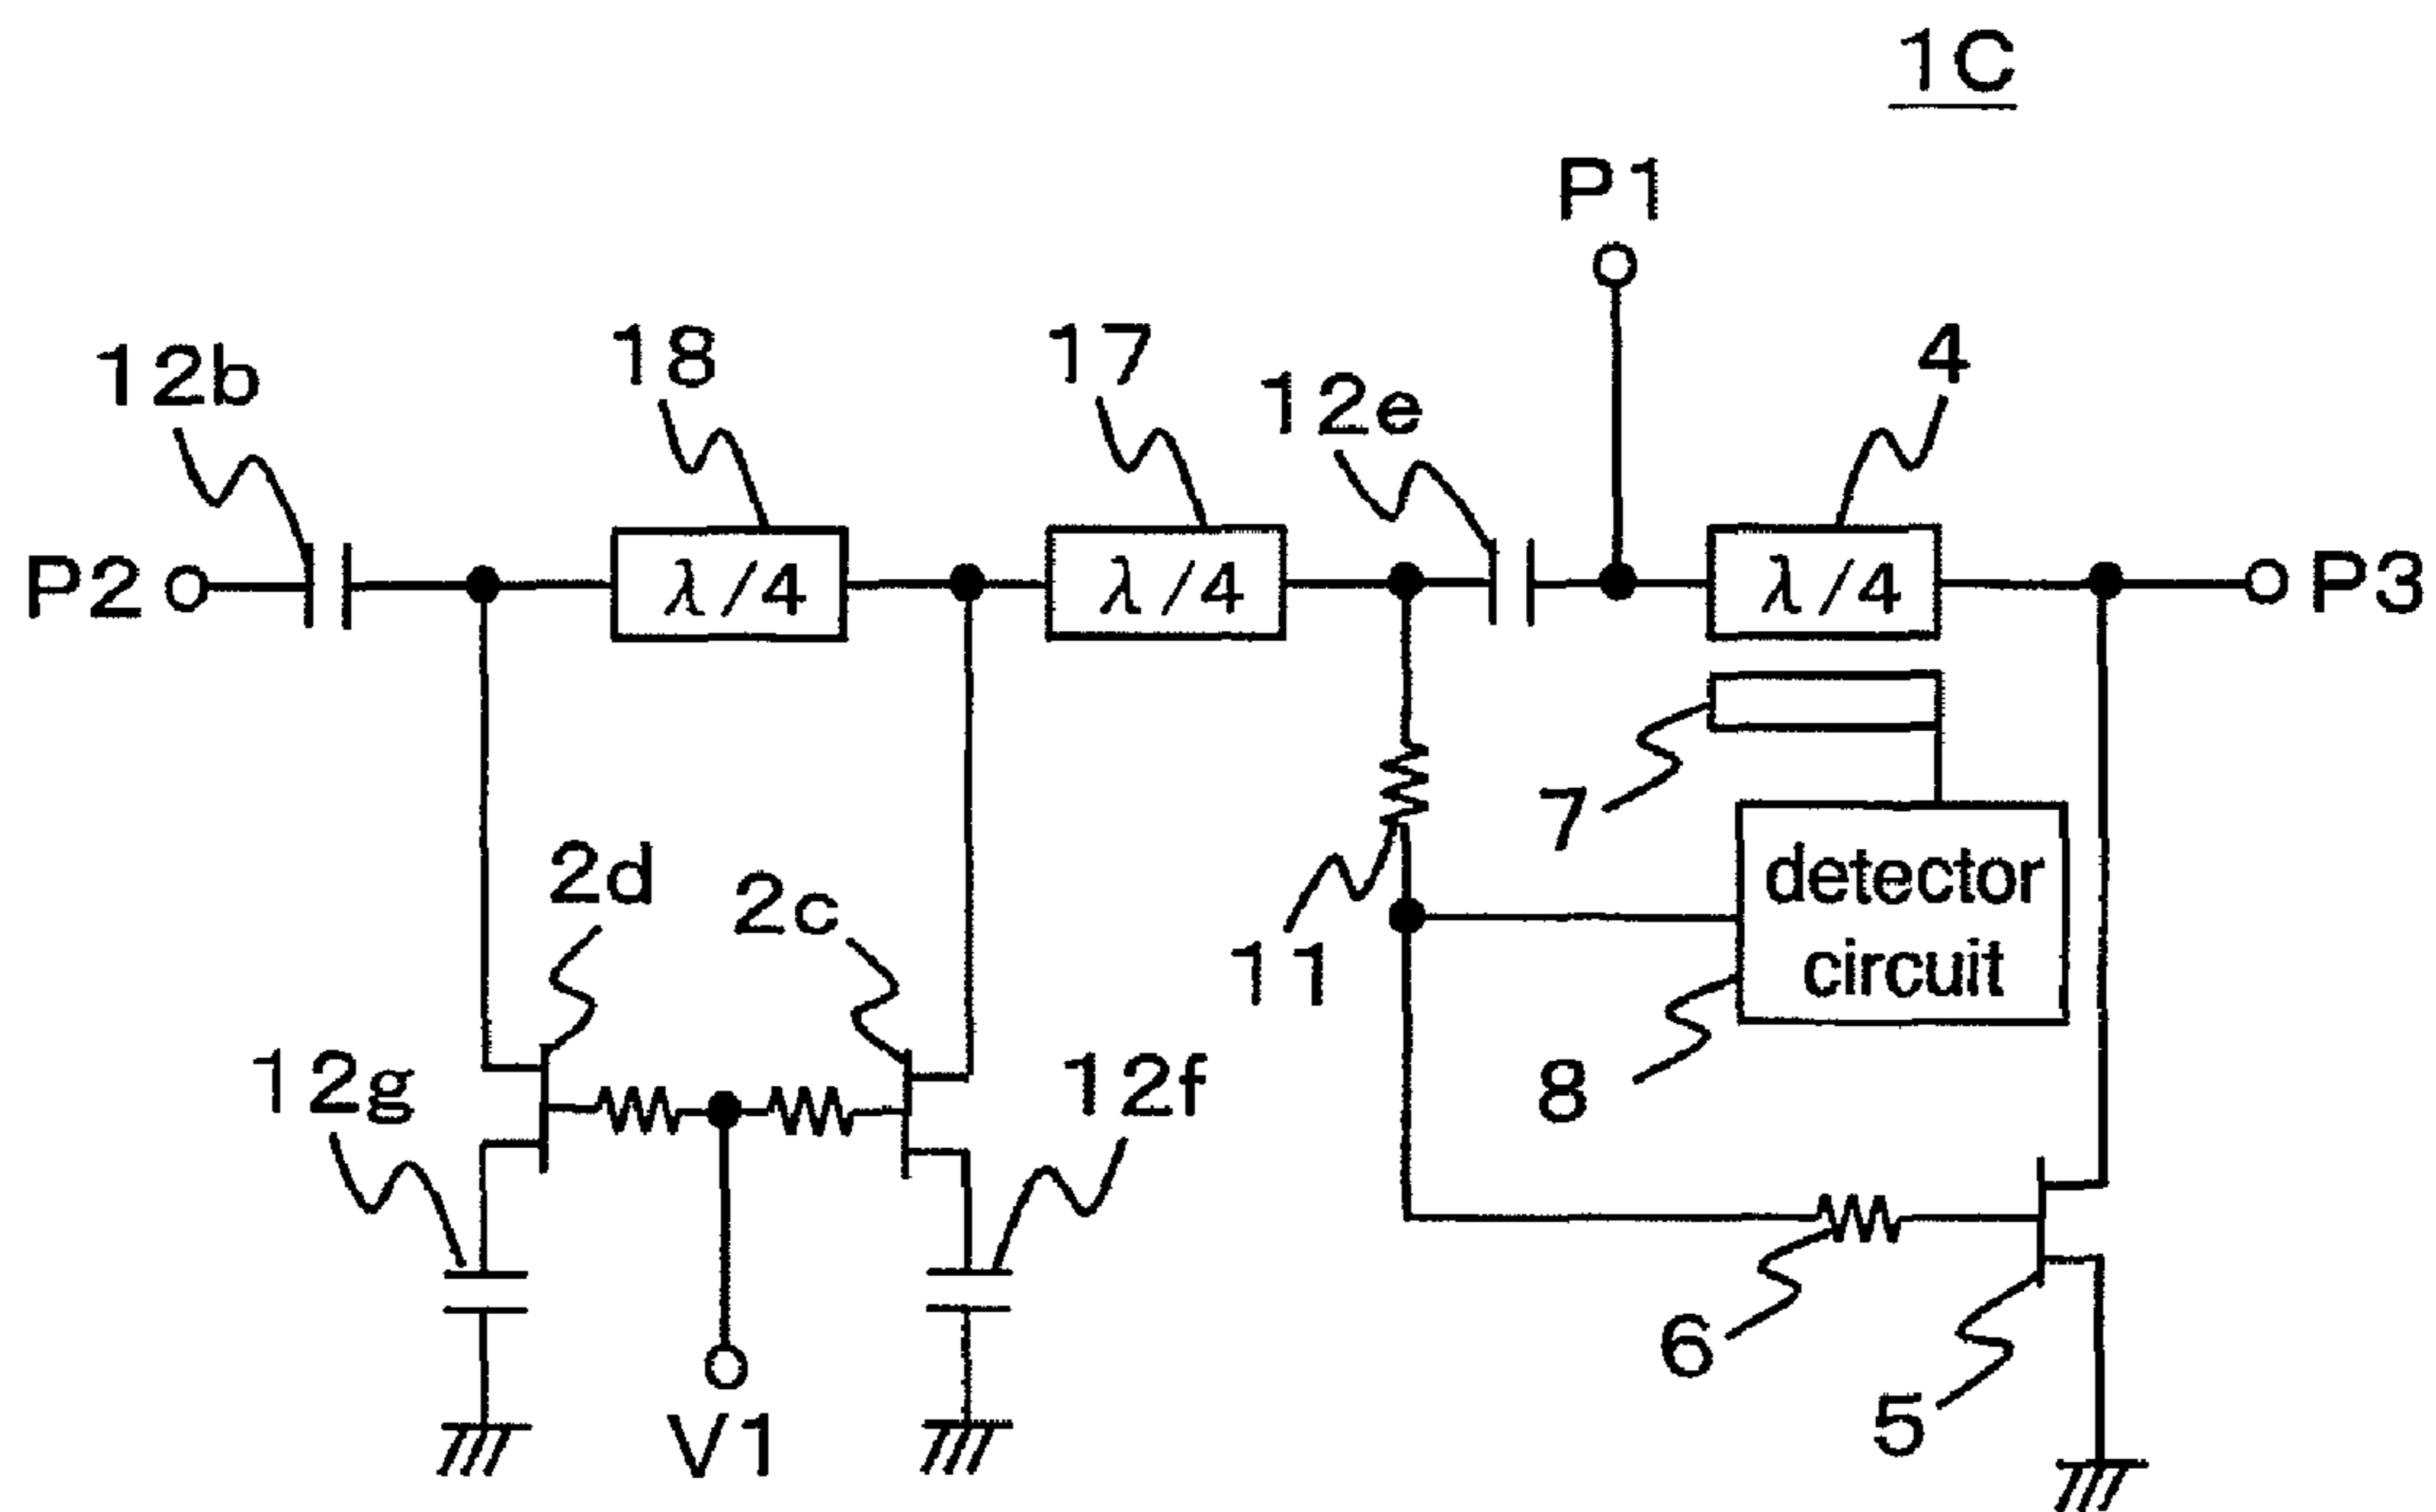 1C
P1
12b
18
17
12e
4
P2
λ/4
λ/4
λ/4
P3
7
2d
2c
detector
circuit
11
12g
12f
8
6
5
V1